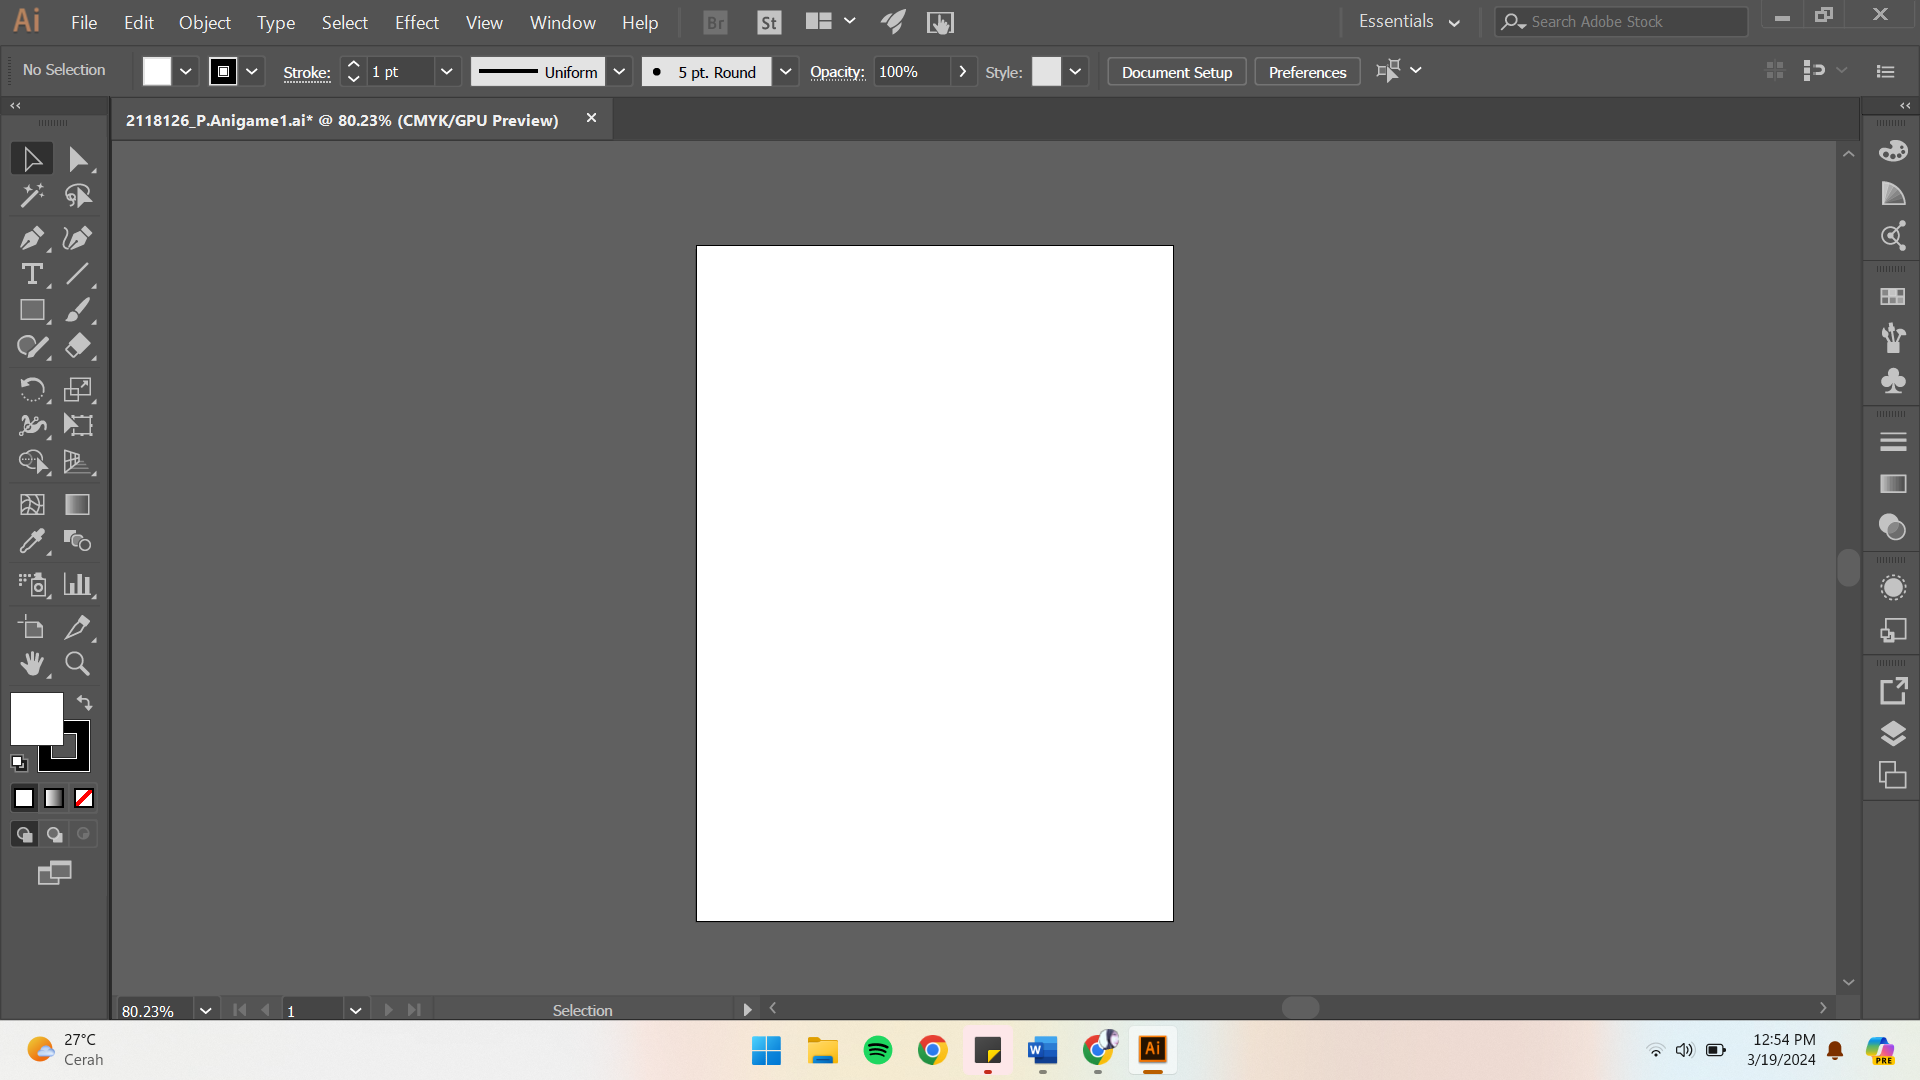 Ai File Edit Object Type Select Effect View Window Help Br St Essentials Search Adobe Stock
No Selection Stroke: 1 pt Uniform 5 pt. Round Opacity: 100% Style: Document Setup Preferences
2118126_P.Anigame1.ai* @ 80.23% (CMYK/GPU Preview)
80.23% 1 Selection
27°C
Cerah
W
Ai
12:54 PM
3/19/2024
PRE